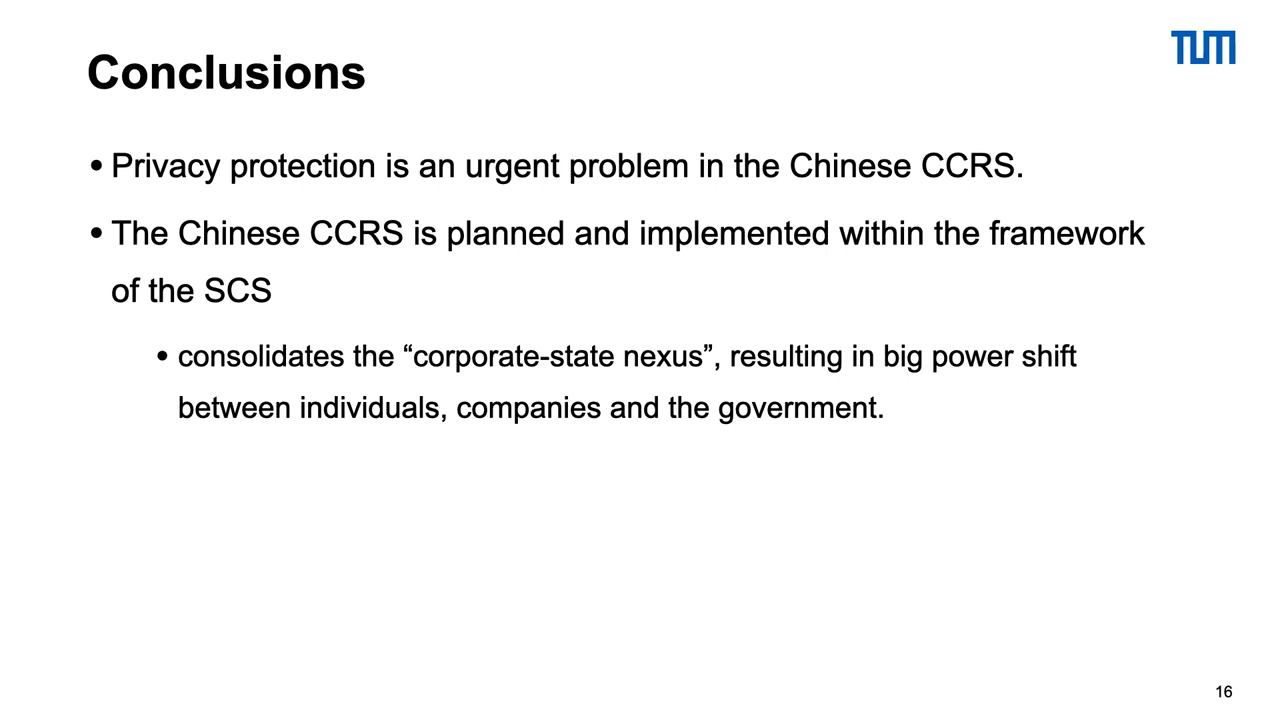 TUM
Conclusions
• Privacy protection is an urgent problem in the Chinese CCRS.
• The Chinese CCRS is planned and implemented within the framework
of the SCS
• consolidates the “corporate-state nexus”, resulting in big power shift
between individuals, companies and the government.
16